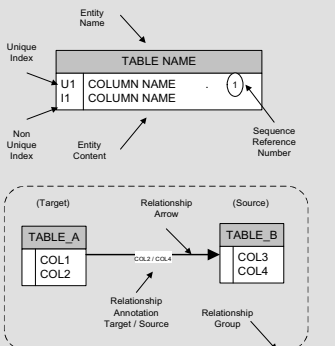 Entity
Name
Unique
Index
TABLE NAME
U1 COLUMN NAME . 1
I1 COLUMN NAME
Non
Unique
Index
Entity
Content
Sequence
Reference
Number
(Target) Relationship
Arrow (Source)
TABLE_A TABLE_B
COL1 COL2 / COL4 COL3
COL2 COL4
Relationship
Annotation
Target / Source
Relationship
Group